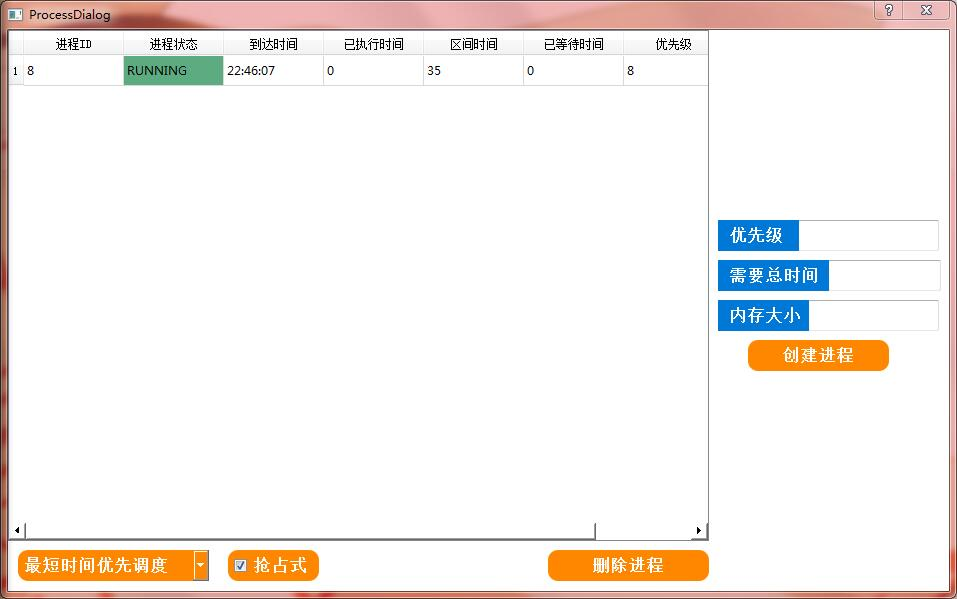 ProcessDialog
进程ID 进程状态 到达时间 已执行时间 区间时间 已等待时间 优先级
1 8 RUNNING 22:46:07 0 35 0 8
优先级
需要总时间
内存大小
创建进程
最短时间优先调度 抢占式 删除进程